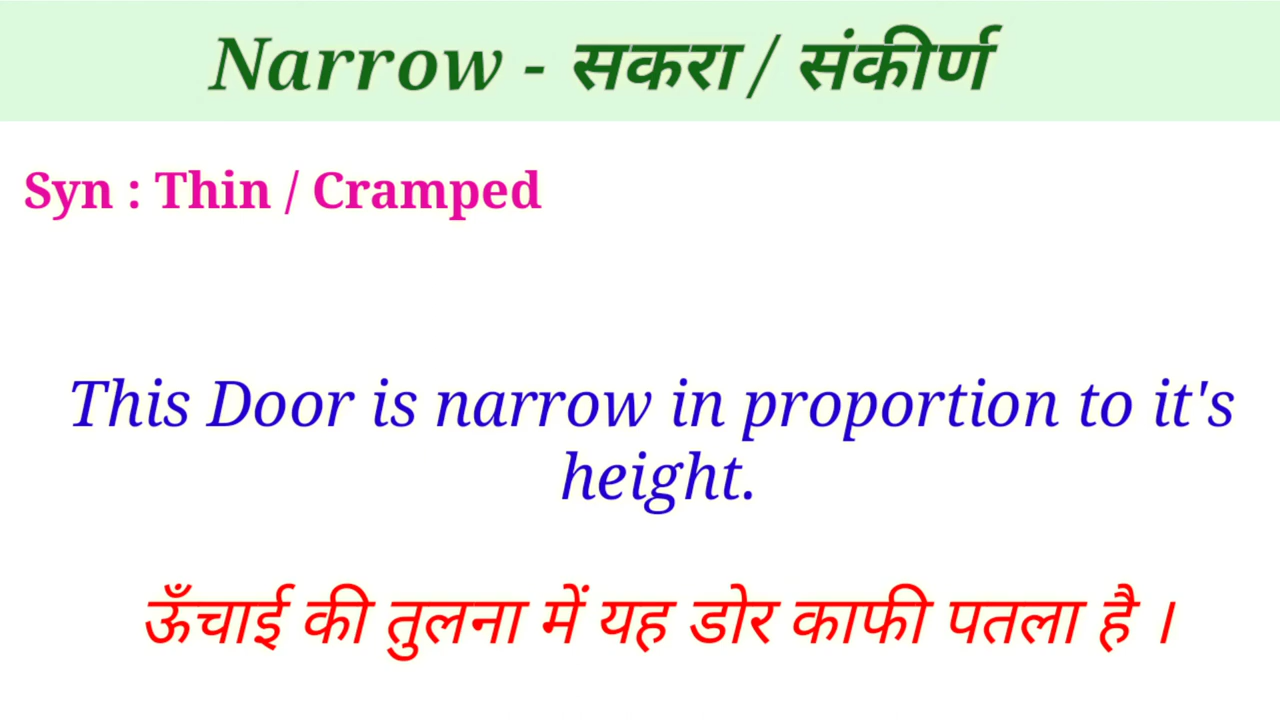 Narrow - सकरा / संकीर्ण
Syn : Thin / Cramped
This Door is narrow in proportion to it's
height.
ऊँचाई की तुलना में यह डोर काफी पतला है ।